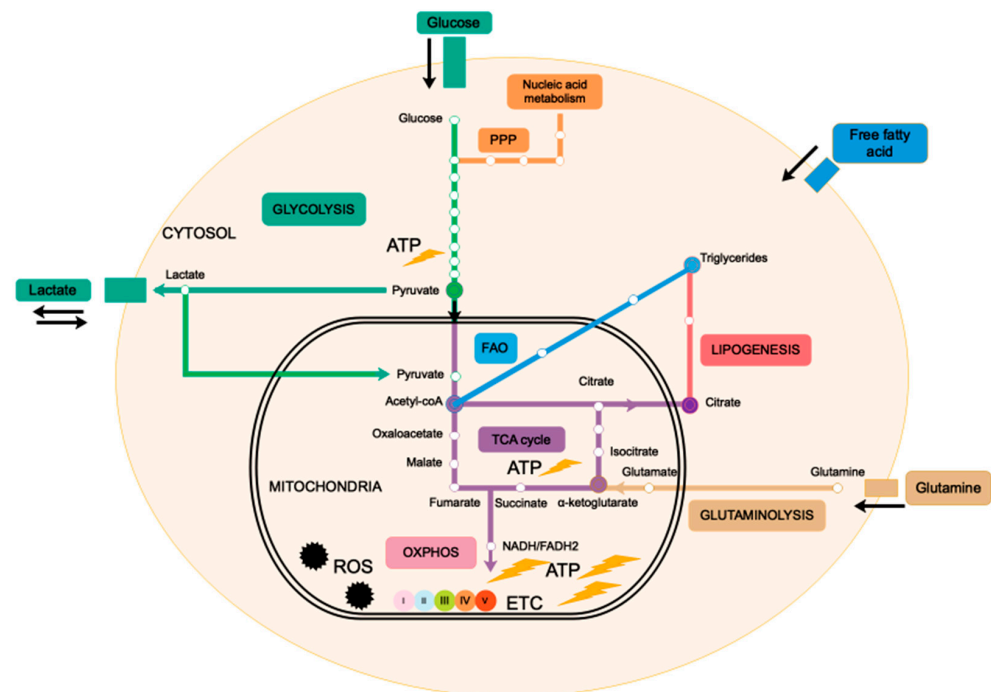 Glucose
Nucleic acid
metabolism
Glucose
PPP
Free fatty
acid
GLYCOLYSIS
CYTOSOL
ATP
Triglycerides
Lactate
Lactate
Pyruvate
FAO
LIPOGENESIS
Pyruvate
Citrate
Acetyl-coA
Citrate
Oxaloacetate
TCA cycle
Isocitrate
Malate
ATP
Glutamate
Glutamine
MITOCHONDRIA
Glutamine
Fumarate
Succinate
α-ketoglutarate
GLUTAMINOLYSIS
OXPHOS
NADH/FADH2
ROS
ATP
I II III IV V
ETC